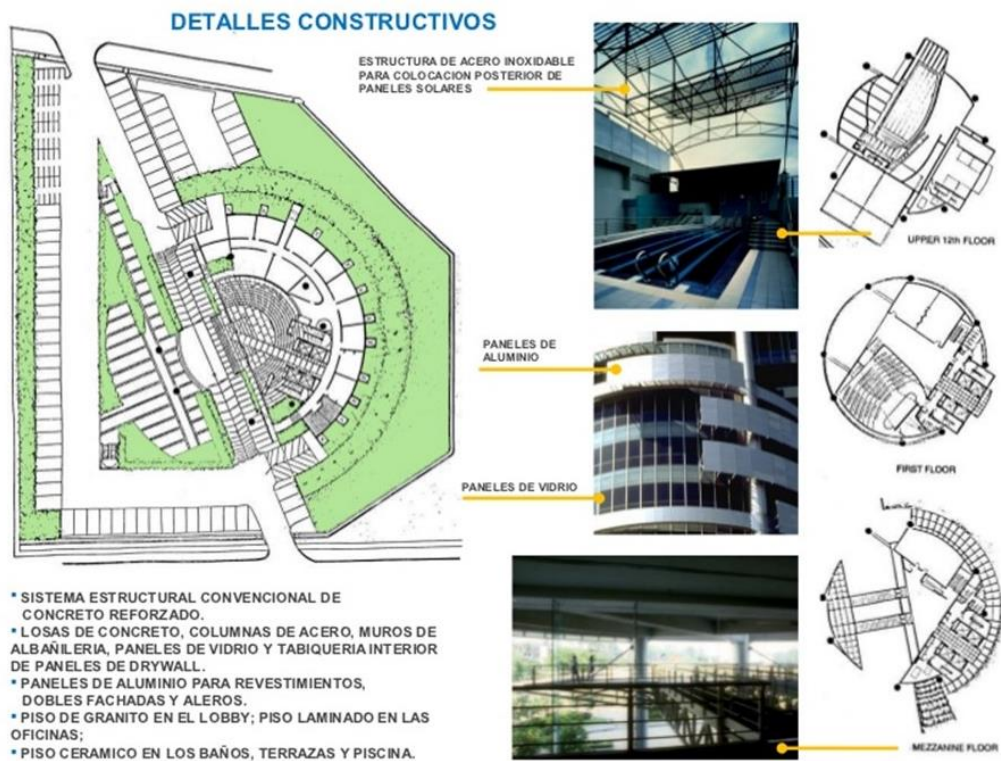 DETALLES CONSTRUCTIVOS
ESTRUCTURA DE ACERO INOXIDABLE
PARA COLOCACION POSTERIOR DE
PANELES SOLARES
UPPER 12th FLOOR
PANELES DE
ALUMINIO
FIRST FLOOR
PANELES DE VIDRIO
MEZZANINE FLOOR
▪ SISTEMA ESTRUCTURAL CONVENCIONAL DE
CONCRETO REFORZADO.
▪ LOSAS DE CONCRETO, COLUMNAS DE ACERO, MUROS DE
ALBAÑILERIA, PANELES DE VIDRIO Y TABIQUERIA INTERIOR
DE PANELES DE DRYWALL.
▪ PANELES DE ALUMINIO PARA REVESTIMIENTOS,
DOBLES FACHADAS Y ALEROS.
▪ PISO DE GRANITO EN EL LOBBY; PISO LAMINADO EN LAS
OFICINAS;
▪ PISO CERAMICO EN LOS BAÑOS, TERRAZAS Y PISCINA.